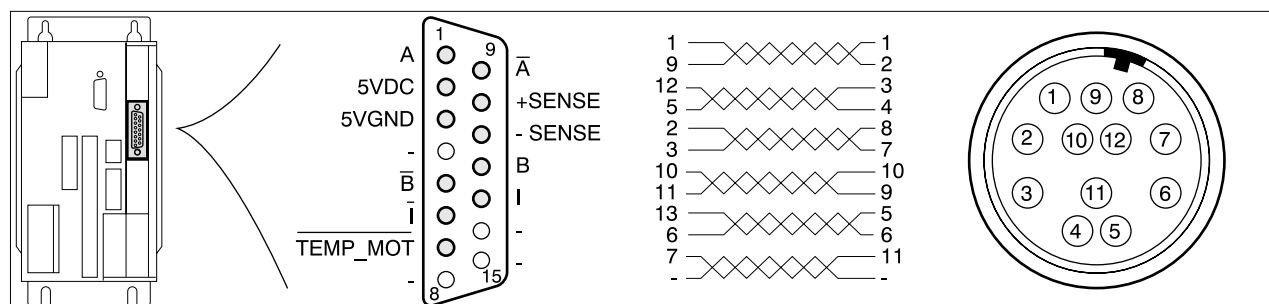 1
9
A
A̅
5VDC
+SENSE
5VGND
- SENSE
-
B
B̅
I
I̅
-
TEMP_MOT
-
-
8
15
1 1
9 2
12 3
5 4
2 8
3 7
10 10
11 9
13 5
6 6
7 11
- -
1 9 8
2 10 12 7
3 11 6
4 5